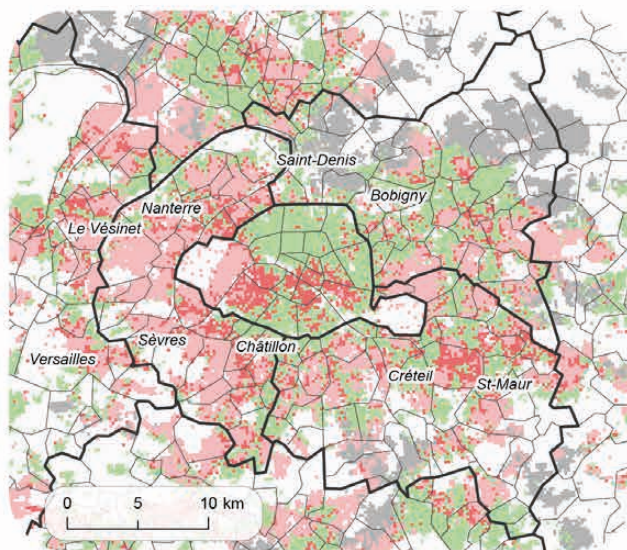 Saint-Denis
Bobigny
Nanterre
Le Vésinet
Sèvres
Châtillon
Versailles
Créteil
St-Maur
0 5 10 km